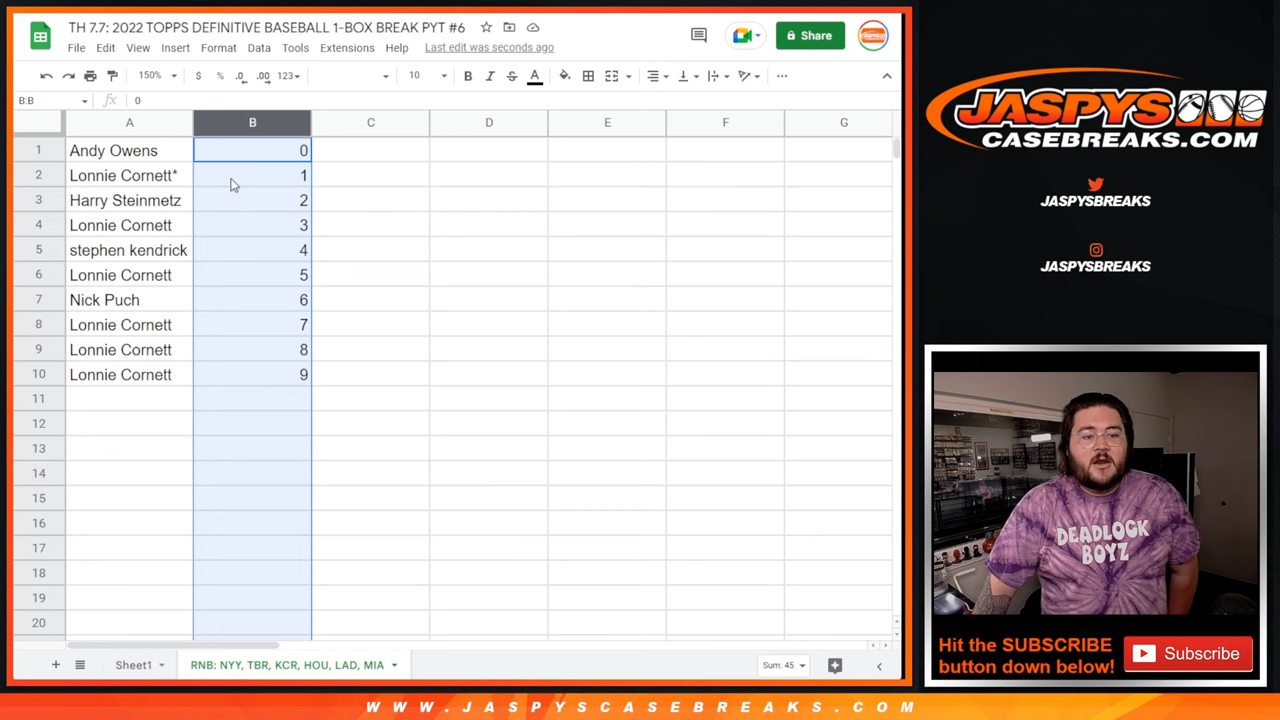 TH 7.7: 2022 TOPPS DEFINITIVE BASEBALL 1-BOX BREAK PYT #6
File Edit View Insert Format Data Tools Extensions Help Last edit was seconds ago
Share
150% $ % .0 .00 123 10 B I S A
B:B fx 0
A B C D E F G
1 Andy Owens 0
2 Lonnie Cornett* 1
3 Harry Steinmetz 2
4 Lonnie Cornett 3
5 stephen kendrick 4
6 Lonnie Cornett 5
7 Nick Puch 6
8 Lonnie Cornett 7
9 Lonnie Cornett 8
10 Lonnie Cornett 9
11
12
13
14
15
16
17
18
19
20
+ Sheet1 RNB: NYY, TBR, KCR, HOU, LAD, MIA Sum: 45
JASPYS
CASEBREAKS.COM
JASPYSBREAKS
JASPYSBREAKS
DEADLOCK
BOYZ
Hit the SUBSCRIBE
button down below!
Subscribe
WWW.JASPYSCASEBREAKS.COM